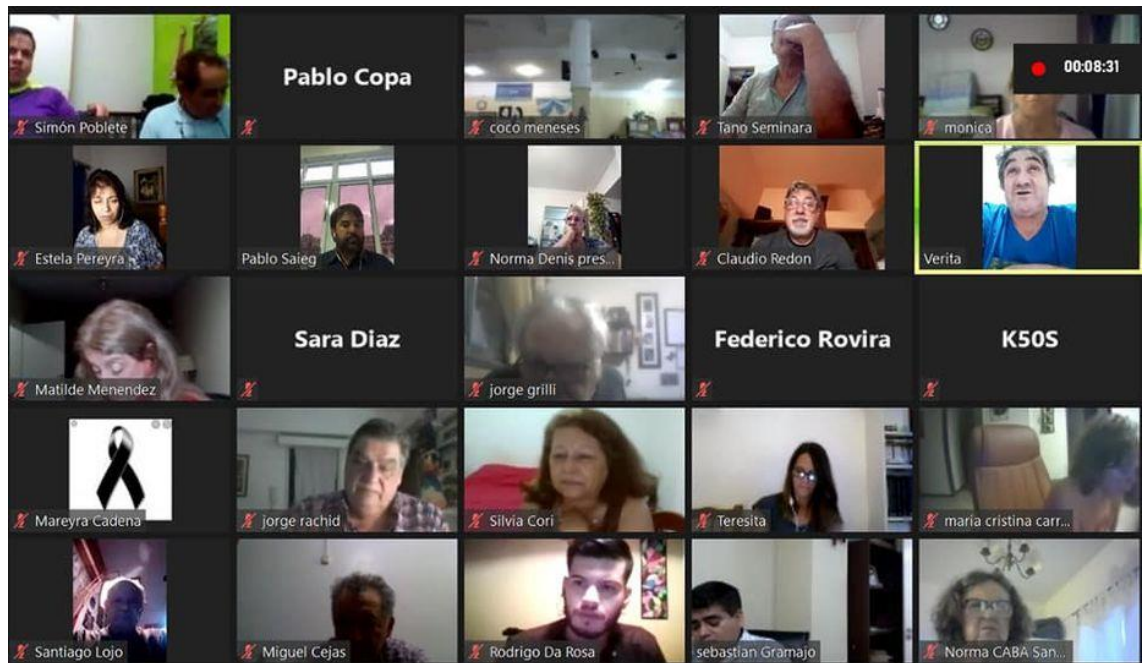 Simón Poblete
Pablo Copa
coco meneses
Tano Seminara
monica
00:08:31
Estela Pereyra
Pablo Saieg
Norma Denis pres...
Claudio Redon
Verita
Matilde Menendez
Sara Diaz
jorge grilli
Federico Rovira
K50S
Mareyra Cadena
jorge rachid
Silvia Cori
Teresita
maria cristina carr...
Santiago Lojo
Miguel Cejas
Rodrigo Da Rosa
sebastian Gramajo
Norma CABA San...